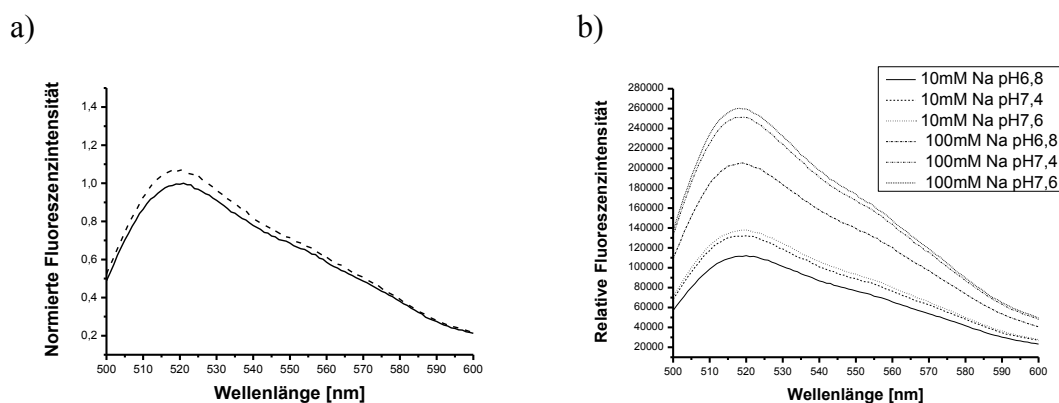 a)
b)
Normierte Fluoreszenzintensität
1,4
1,2
1,0
0,8
0,6
0,4
0,2
500 510 520 530 540 550 560 570 580 590 600
Wellenlänge [nm]
Relative Fluoreszenzintensität
280000
260000
240000
220000
200000
180000
160000
140000
120000
100000
80000
60000
40000
20000
500 510 520 530 540 550 560 570 580 590 600
Wellenlänge [nm]
10mM Na pH6,8
10mM Na pH7,4
10mM Na pH7,6
100mM Na pH6,8
100mM Na pH7,4
100mM Na pH7,6